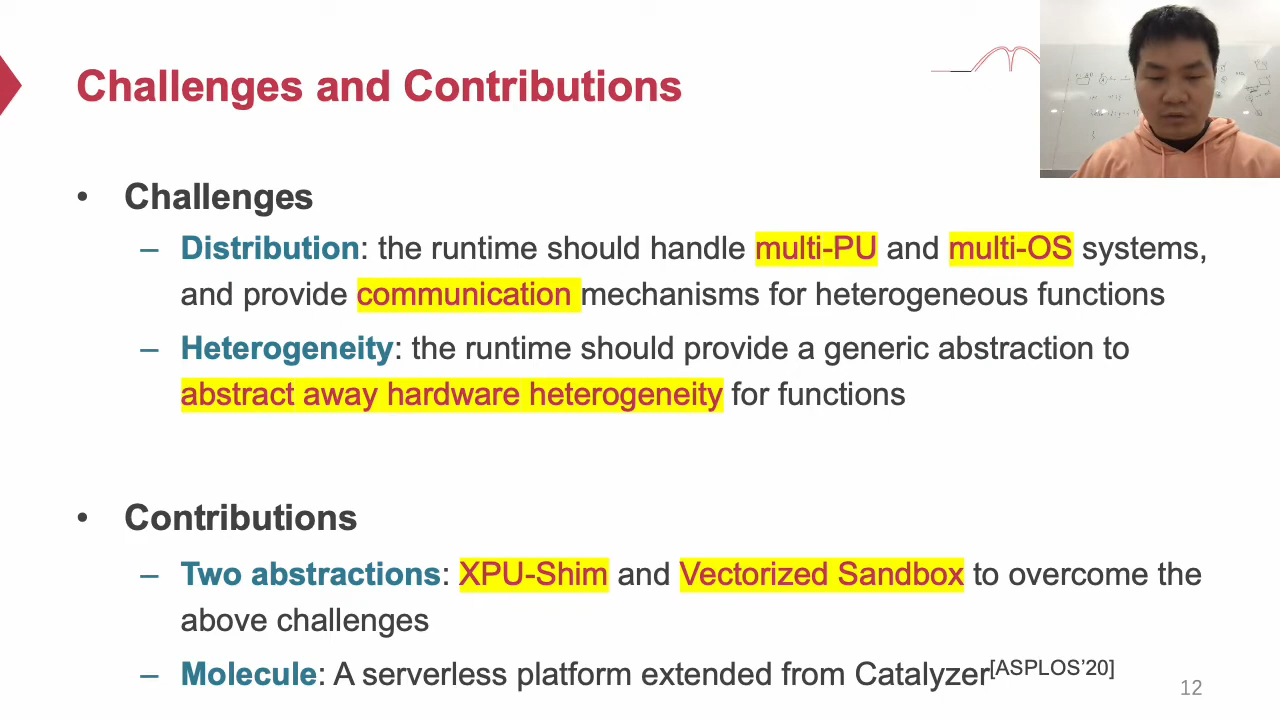 Challenges and Contributions
• Challenges
– Distribution: the runtime should handle multi-PU and multi-OS systems,
and provide communication mechanisms for heterogeneous functions
– Heterogeneity: the runtime should provide a generic abstraction to
abstract away hardware heterogeneity for functions
• Contributions
– Two abstractions: XPU-Shim and Vectorized Sandbox to overcome the
above challenges
– Molecule: A serverless platform extended from Catalyzer[ASPLOS'20]
12